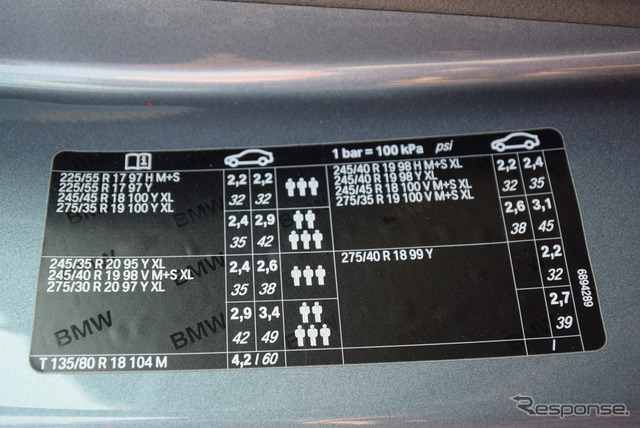 1 bar = 100 kPa psi
225/55 R 17 97 H M+S
225/55 R 17 97 Y
245/45 R 18 100 Y XL
275/35 R 19 100 Y XL
2,2 2,2
32 32
2,4 2,9
35 42
245/35 R 20 95 Y XL
245/40 R 19 98 V M+S XL
275/30 R 20 97 Y XL
2,4 2,6
35 38
2,9 3,4
42 49
T 135/80 R 18 104 M
4,2 / 60
245/40 R 19 98 H M+S XL
245/40 R 19 98 Y XL
245/45 R 18 100 V M+S XL
275/35 R 19 100 V M+S XL
2,2 2,4
32 35
2,6 3,1
38 45
275/40 R 18 99 Y
2,2
32
2,7
39
/
6894289
BMW
BMW
BMW
BMW
BMW
Response.